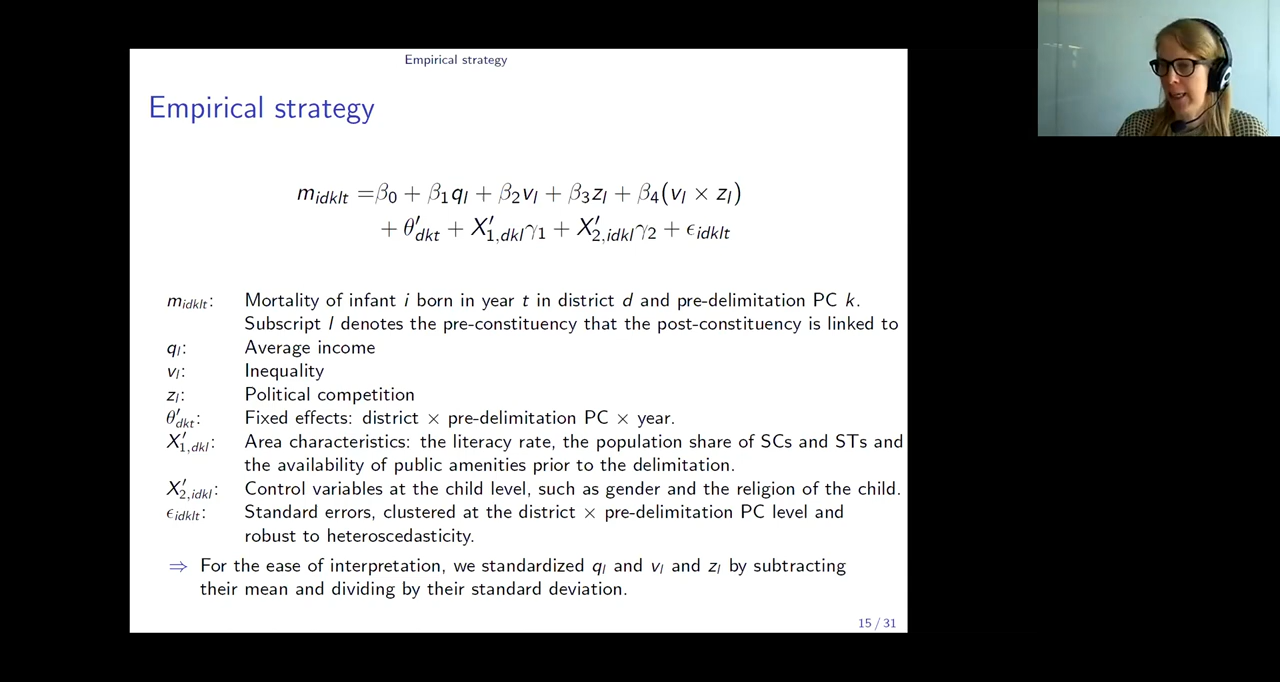 Empirical strategy
Empirical strategy
m_idklt = β₀ + β₁q_l + β₂v_l + β₃z_l + β₄(v_l × z_l)
+ θ′_dkt + X′_1,dkl γ₁ + X′_2,idkl γ₂ + ϵ_idklt
m_idklt: Mortality of infant i born in year t in district d and pre-delimitation PC k.
Subscript l denotes the pre-constituency that the post-constituency is linked to
q_l: Average income
v_l: Inequality
z_l: Political competition
θ′_dkt: Fixed effects: district × pre-delimitation PC × year.
X′_1,dkl: Area characteristics: the literacy rate, the population share of SCs and STs and
the availability of public amenities prior to the delimitation.
X′_2,idkl: Control variables at the child level, such as gender and the religion of the child.
ϵ_idklt: Standard errors, clustered at the district × pre-delimitation PC level and
robust to heteroscedasticity.
⇒ For the ease of interpretation, we standardized q_l and v_l and z_l by subtracting
their mean and dividing by their standard deviation.
15 / 31